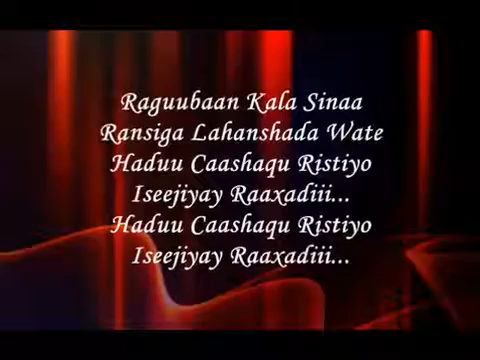 Raguubaan Kala Sinaa
Ransiga Lahanshada Wate
Haduu Caashaqu Ristiyo
Iseejiyay Raaxadiii...
Haduu Caashaqu Ristiyo
Iseejiyay Raaxadiii...